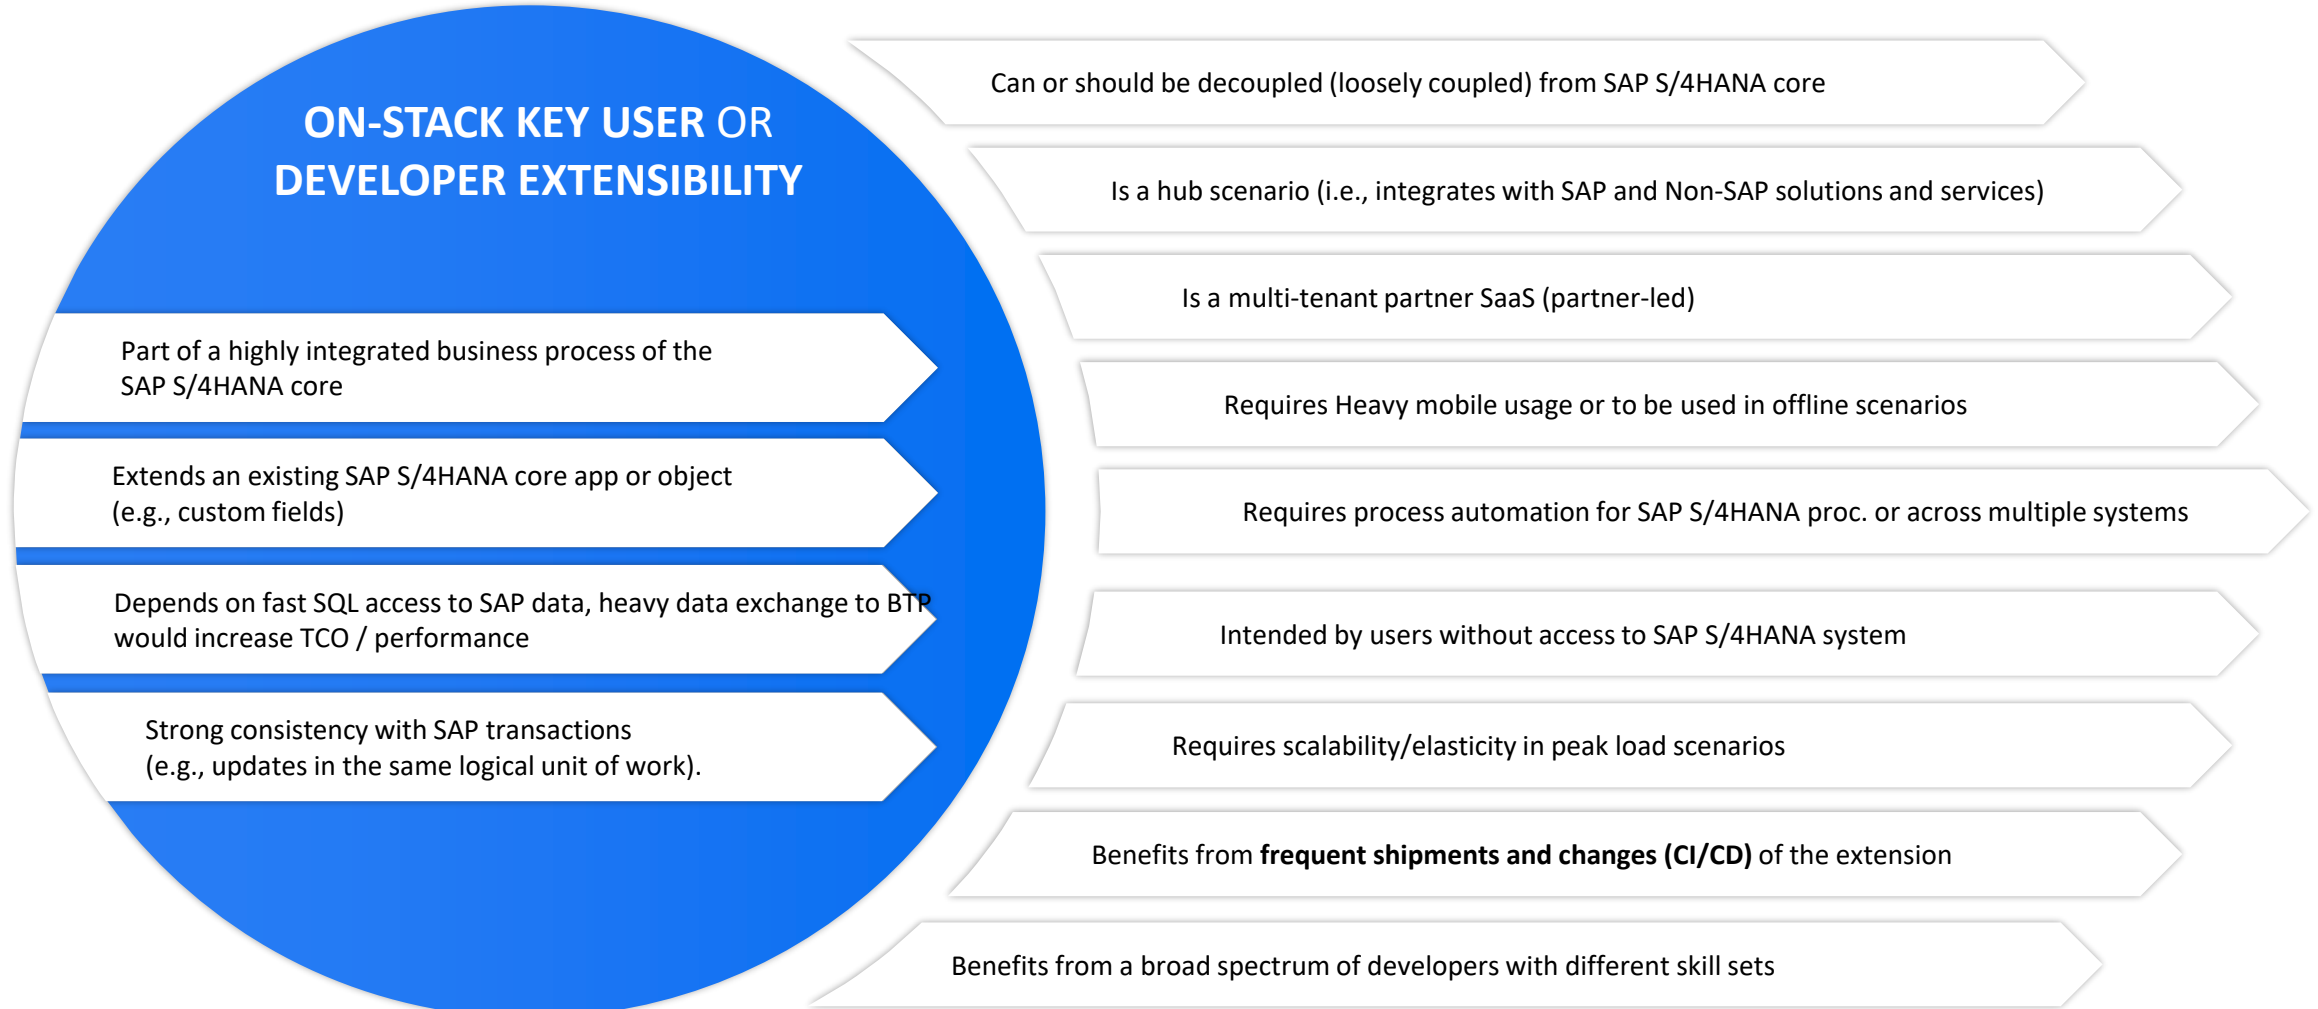 ON-STACK KEY USER OR
DEVELOPER EXTENSIBILITY
Part of a highly integrated business process of the
SAP S/4HANA core
Extends an existing SAP S/4HANA core app or object
(e.g., custom fields)
Depends on fast SQL access to SAP data, heavy data exchange to BTP
would increase TCO / performance
Strong consistency with SAP transactions
(e.g., updates in the same logical unit of work).
Can or should be decoupled (loosely coupled) from SAP S/4HANA core
Is a hub scenario (i.e., integrates with SAP and Non-SAP solutions and services)
Is a multi-tenant partner SaaS (partner-led)
Requires Heavy mobile usage or to be used in offline scenarios
Requires process automation for SAP S/4HANA proc. or across multiple systems
Intended by users without access to SAP S/4HANA system
Requires scalability/elasticity in peak load scenarios
Benefits from frequent shipments and changes (CI/CD) of the extension
Benefits from a broad spectrum of developers with different skill sets